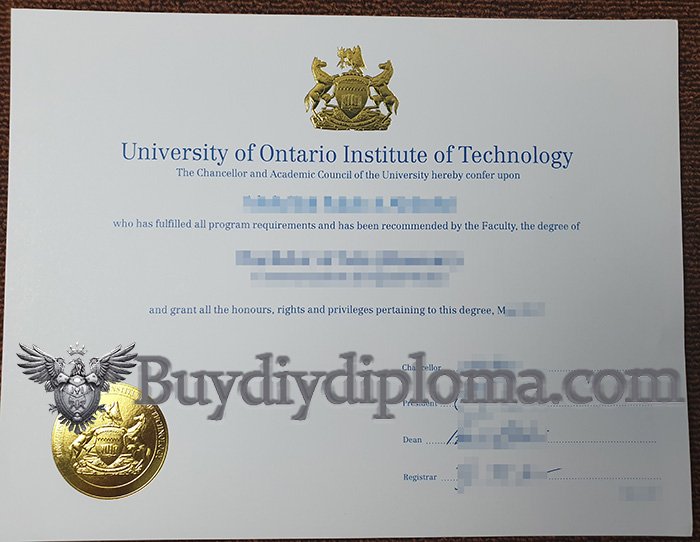 University of Ontario Institute of Technology
The Chancellor and Academic Council of the University hereby confer upon
who has fulfilled all program requirements and has been recommended by the Faculty, the degree of
and grant all the honours, rights and privileges pertaining to this degree, M
Chancellor
Buydiydiploma.com
President
Dean
Registrar